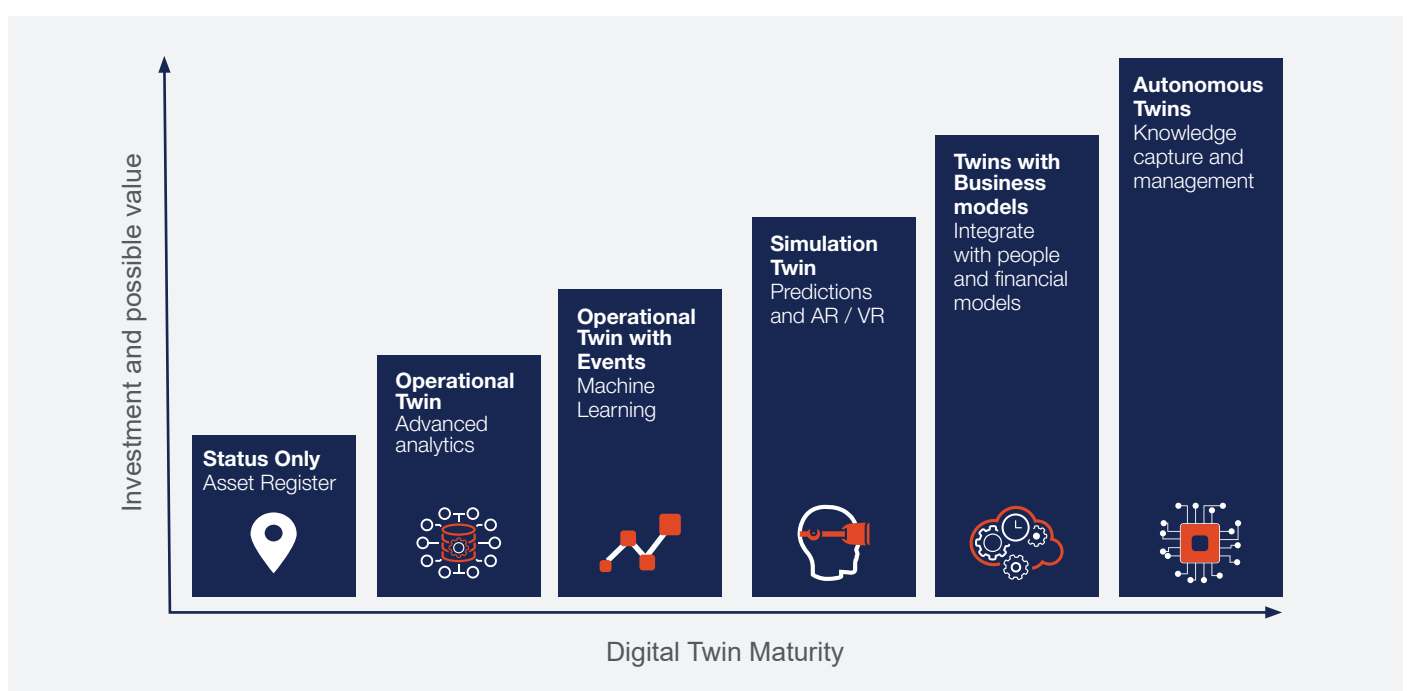 Investment and possible value
Status Only
Asset Register
Operational
Twin
Advanced
analytics
Operational
Twin with
Events
Machine
Learning
Simulation
Twin
Predictions
and AR / VR
Twins with
Business
models
Integrate
with people
and financial
models
Autonomous
Twins
Knowledge
capture and
management
Digital Twin Maturity